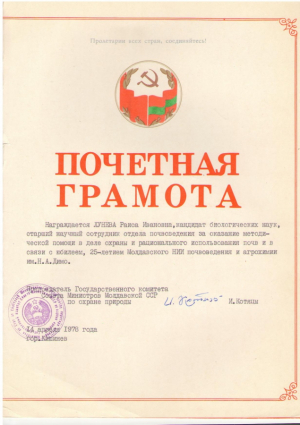 Пролетарии всех стран, соединяйтесь!
ПОЧЕТНАЯ
ГРАМОТА
Награждается ЛУНЕВА Раиса Ивановна, кандидат биологических наук,
старший научный сотрудник отдела почвоведения за оказание методи-
ческой помощи в деле охраны и рационального использования почв и в
связи с юбилеем, 25-летием Молдавского НИИ почвоведения и агрохимии
им.Н.А.Димо.
Председатель Государственного комитета
Совета Министров Молдавской ССР
по охране природы
14 апреля 1978 года
гор.Кишинев